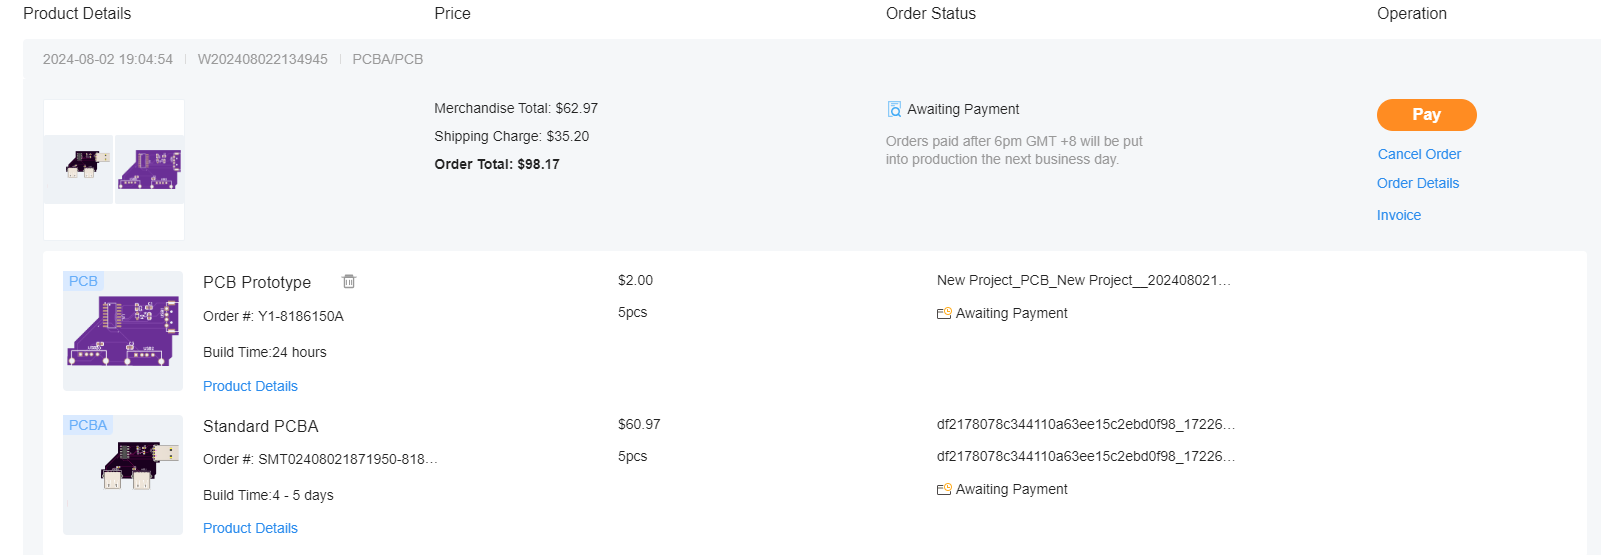 Product Details Price Order Status Operation
2024-08-02 19:04:54 W202408022134945 PCBA/PCB
Merchandise Total: $62.97
Shipping Charge: $35.20
Order Total: $98.17
Awaiting Payment
Orders paid after 6pm GMT +8 will be put
into production the next business day.
Pay
Cancel Order
Order Details
Invoice
PCB
PCB Prototype
Order #: Y1-8186150A
Build Time:24 hours
Product Details
$2.00
5pcs
New Project_PCB_New Project__202408021...
Awaiting Payment
PCBA
Standard PCBA
Order #: SMT02408021871950-818...
Build Time:4 - 5 days
Product Details
$60.97
5pcs
df2178078c344110a63ee15c2ebd0f98_17226...
df2178078c344110a63ee15c2ebd0f98_17226...
Awaiting Payment